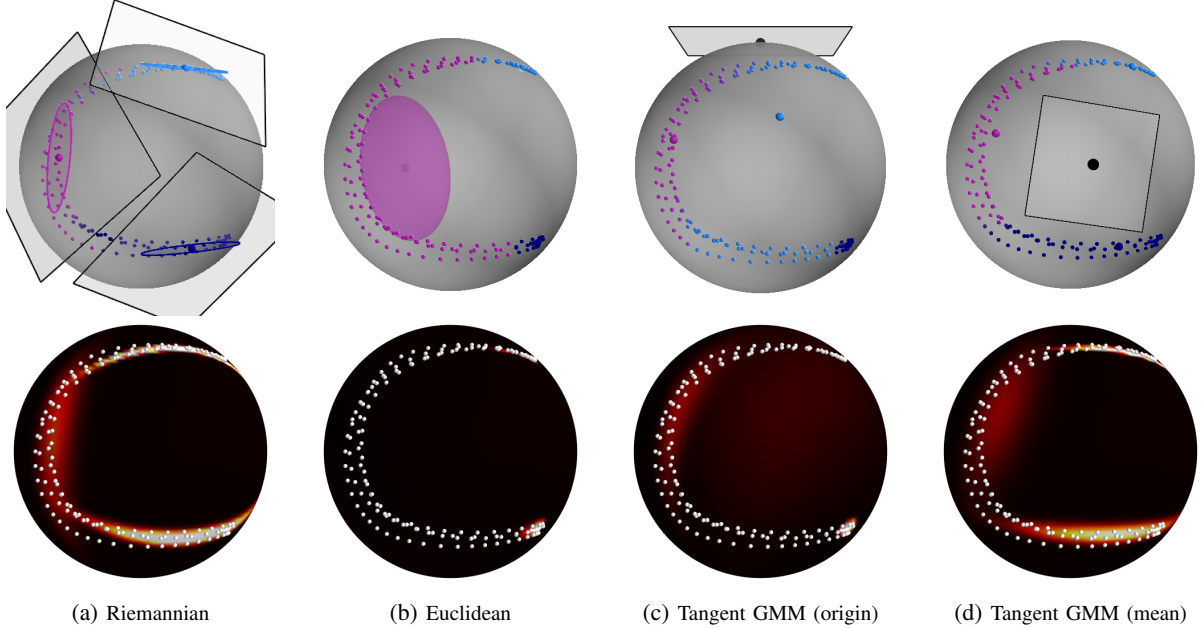 (a) Riemannian
(b) Euclidean
(c) Tangent GMM (origin)
(d) Tangent GMM (mean)